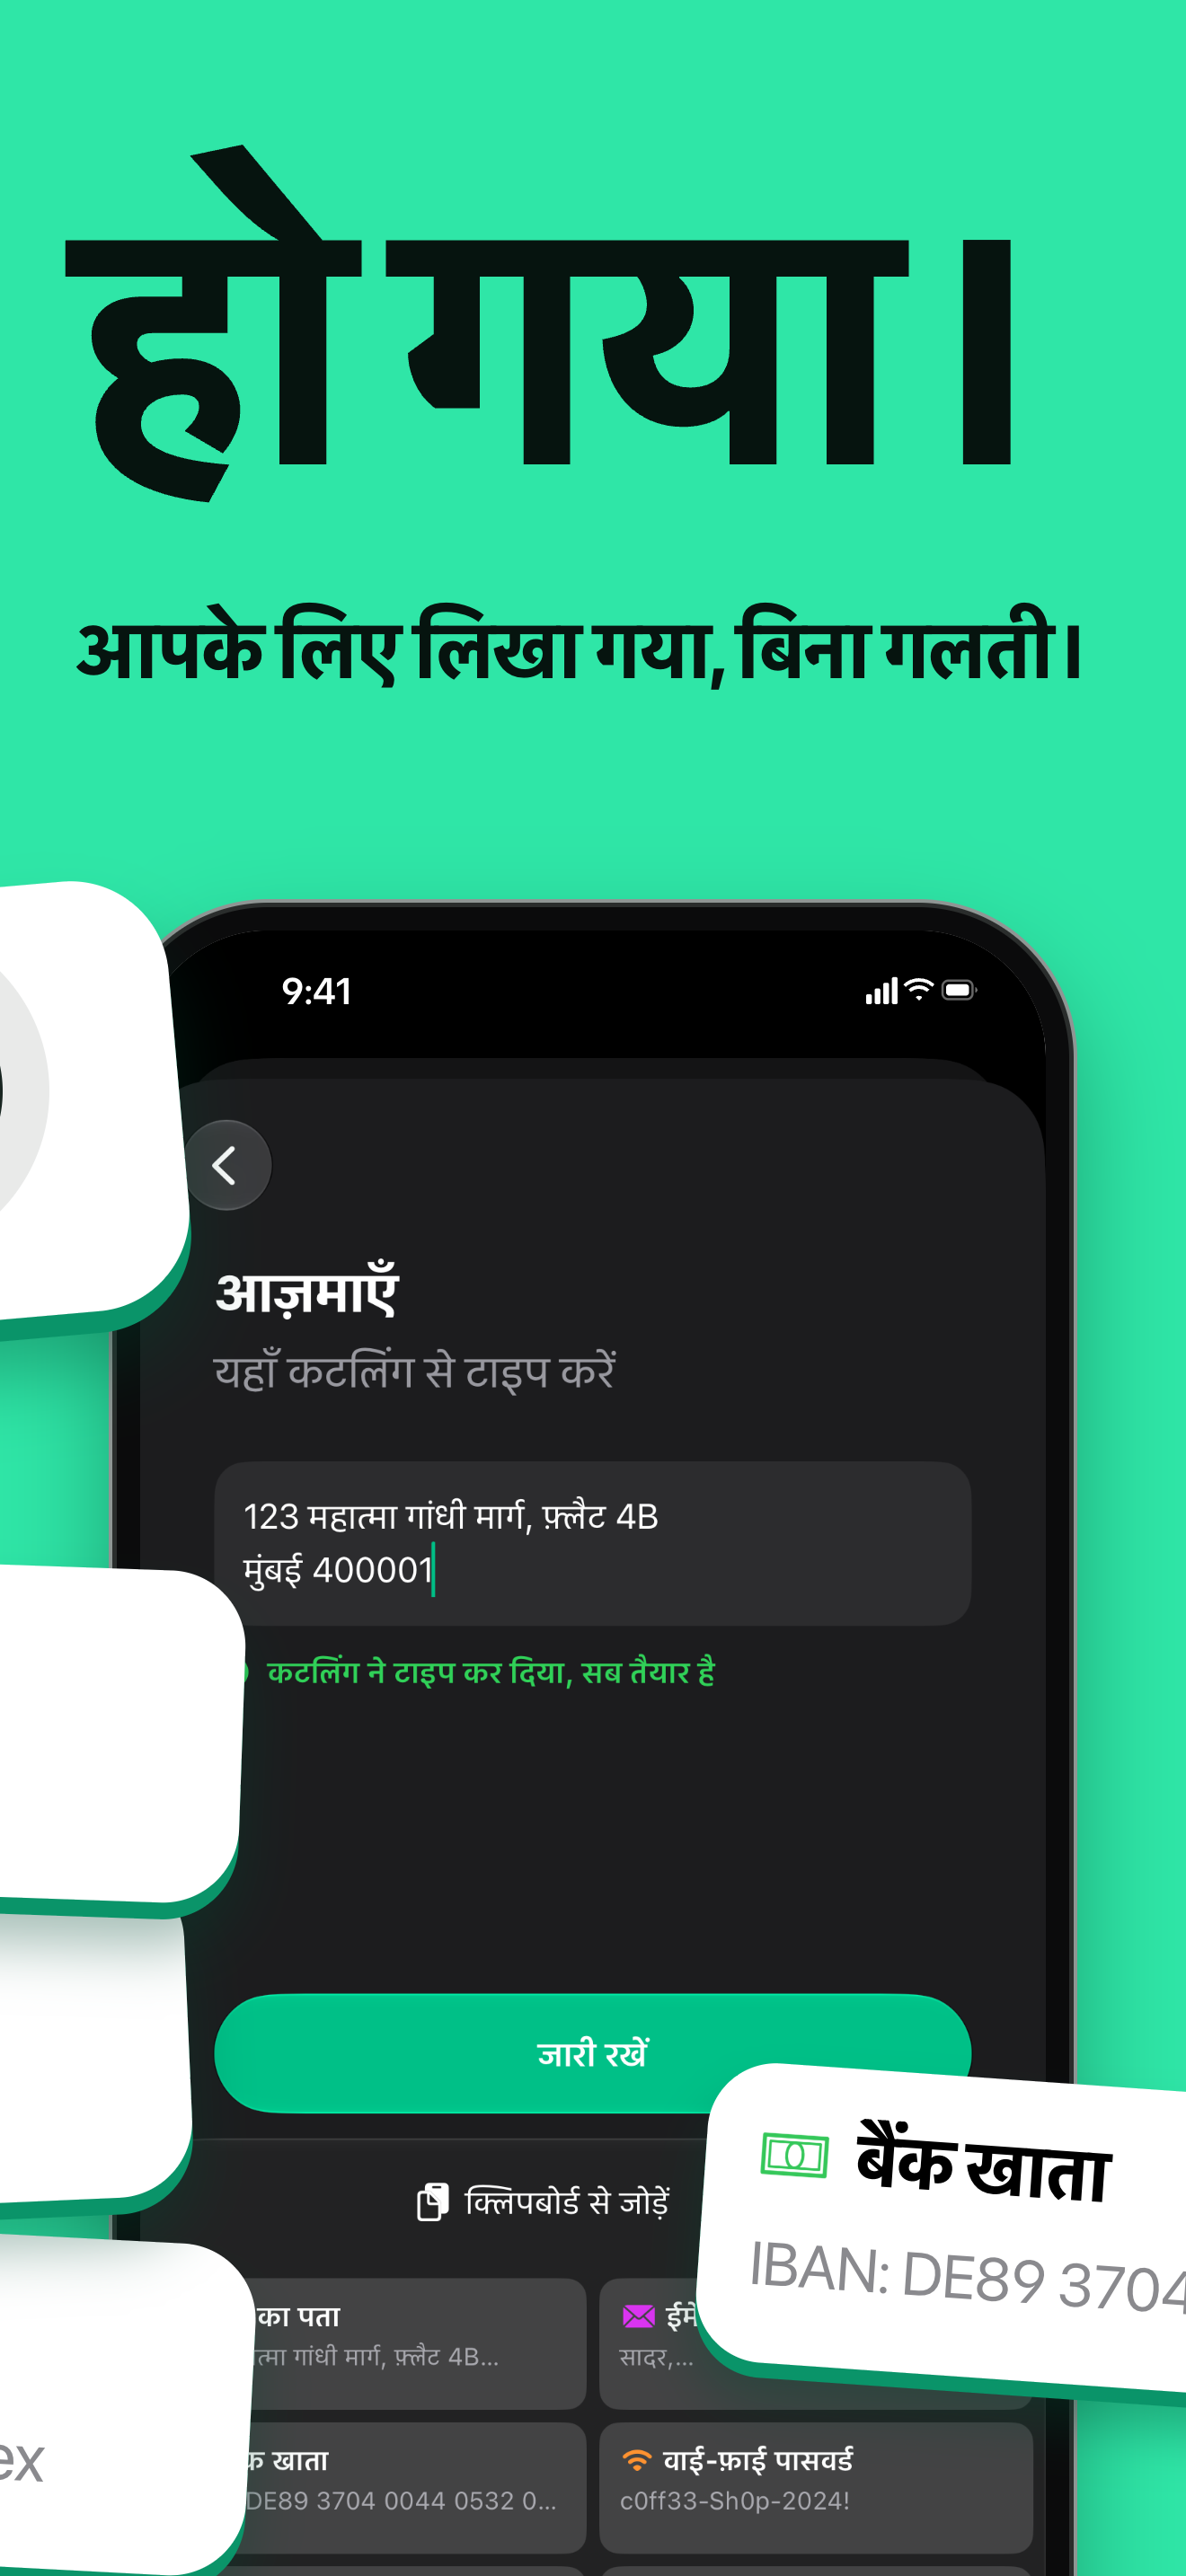 हो गया।
आपके लिए लिखा गया, बिना गलती।
9:41
आज़माएँ
यहाँ कटलिंग से टाइप करें
123 महात्मा गांधी मार्ग, फ़्लैट 4B
मुंबई 400001
कटलिंग ने टाइप कर दिया, सब तैयार है
जारी रखें
बैंक खाता
IBAN: DE89 3704
क्लिपबोर्ड से जोड़ें
का पता
गांधी मार्ग, फ़्लैट 4B...
सादर,...
खाता
DE89 3704 0044 0532 0...
वाई-फ़ाई पासवर्ड
c0ff33-Sh0p-2024!
ex